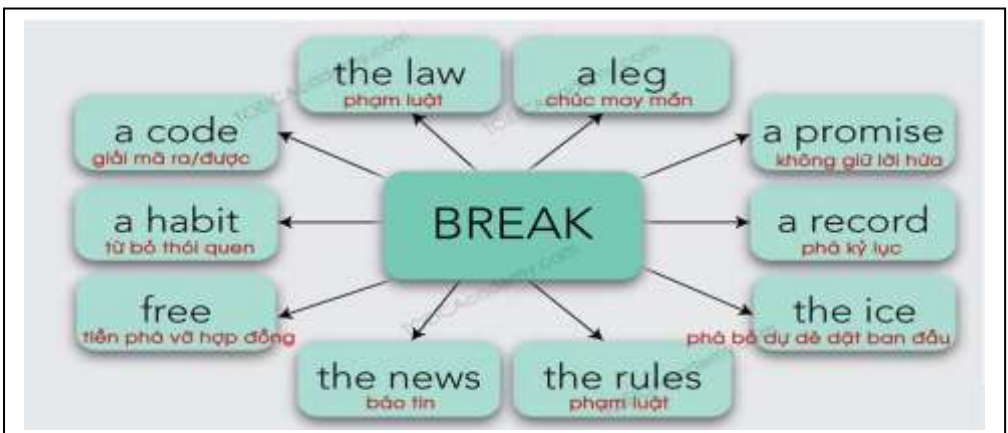 the law
phạm luật
a leg
chúc may mắn
a code
giải mã ra/được
a promise
không giữ lời hứa
a habit
từ bỏ thói quen
BREAK
a record
phá kỷ lục
free
tiền phá vỡ hợp đồng
the ice
phá bỏ dự dè dặt ban đầu
the news
báo tin
the rules
phạm luật